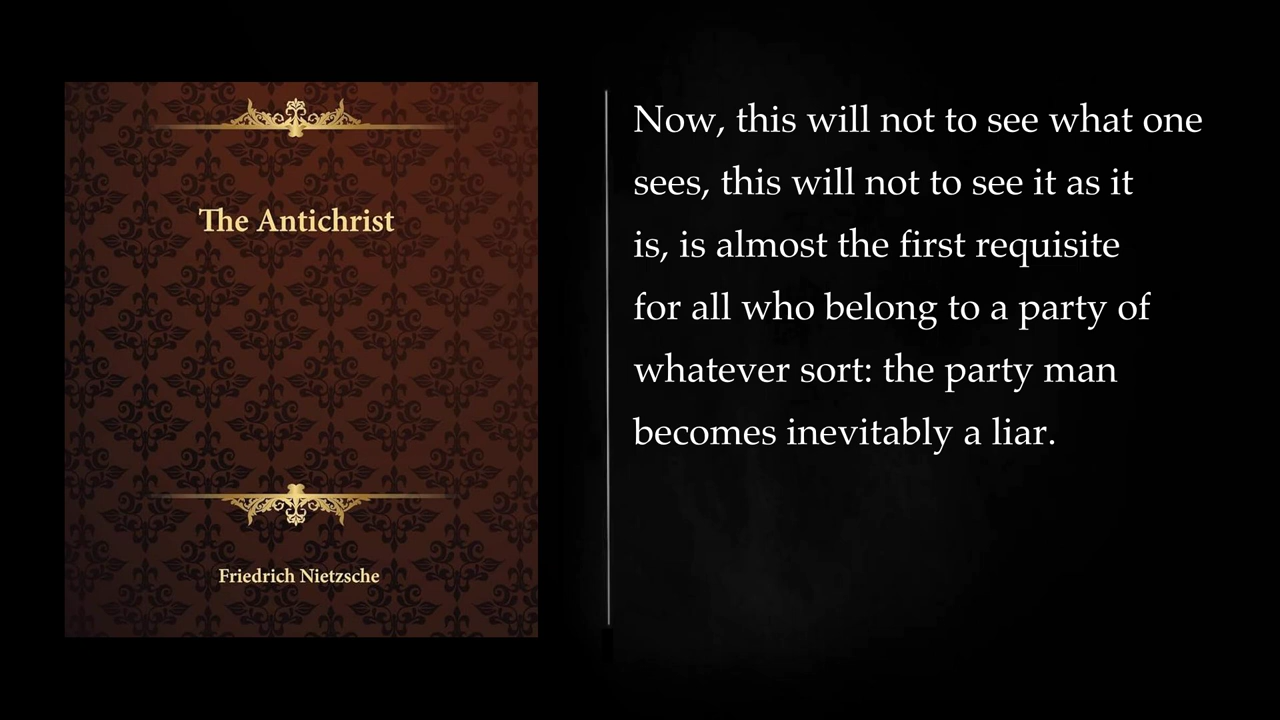 The Antichrist
Friedrich Nietzsche
Now, this will not to see what one
sees, this will not to see it as it
is, is almost the first requisite
for all who belong to a party of
whatever sort: the party man
becomes inevitably a liar.